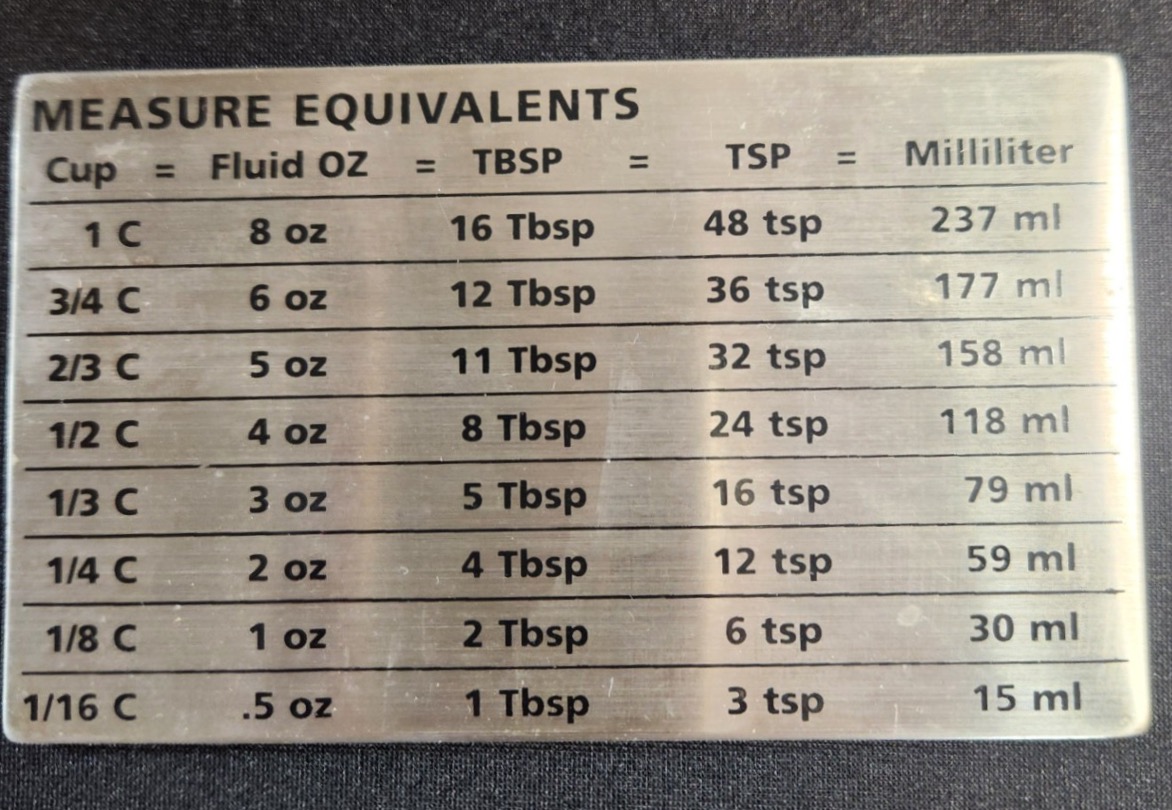 MEASURE EQUIVALENTS
Cup = Fluid OZ = TBSP = TSP = Milliliter
1 C 8 oz 16 Tbsp 48 tsp 237 ml
3/4 C 6 oz 12 Tbsp 36 tsp 177 ml
2/3 C 5 oz 11 Tbsp 32 tsp 158 ml
1/2 C 4 oz 8 Tbsp 24 tsp 118 ml
1/3 C 3 oz 5 Tbsp 16 tsp 79 ml
1/4 C 2 oz 4 Tbsp 12 tsp 59 ml
1/8 C 1 oz 2 Tbsp 6 tsp 30 ml
1/16 C .5 oz 1 Tbsp 3 tsp 15 ml